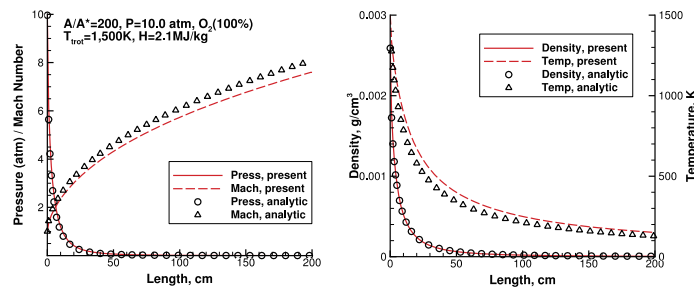 A/A*=200, P=10.0 atm, O2(100%)
Ttrot=1,500K, H=2.1MJ/kg
Pressure (atm) / Mach Number
10
8
6
4
2
Press, present
Mach, present
Press, analytic
Mach, analytic
0
50
100
150
200
Length, cm
Density, g/cm3
0.003
0.002
0.001
Density, present
Temp, present
Density, analytic
Temp, analytic
1500
1000
500
0
Temperature, K
0
50
100
150
200
Length, cm